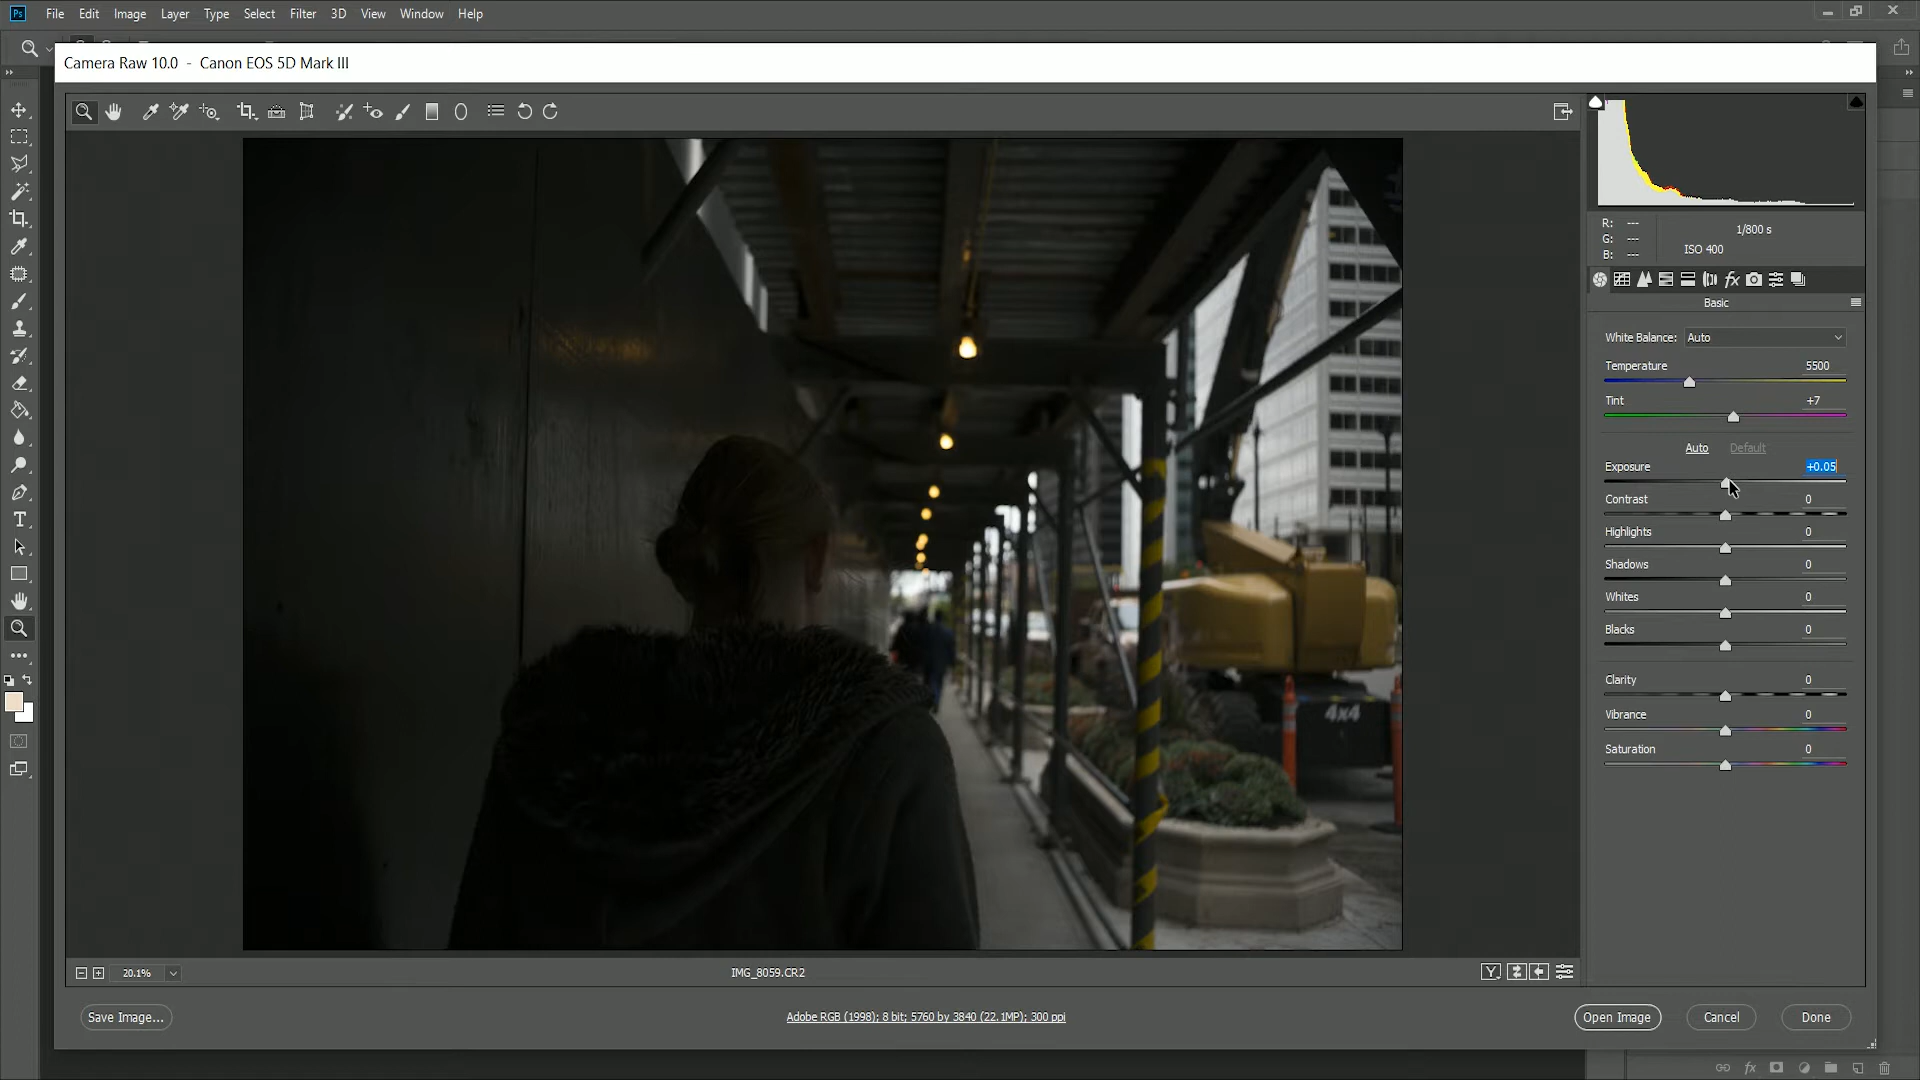 Ps File Edit Image Layer Type Select Filter 3D View Window Help
Camera Raw 10.0 - Canon EOS 5D Mark III
R: ---
G: ---
B: ---
1/800 s
ISO 400
fx
Basic
White Balance: Auto
Temperature 5500
Tint +7
Auto Default
Exposure +0.05
Contrast 0
Highlights 0
Shadows 0
Whites 0
Blacks 0
Clarity 0
Vibrance 0
Saturation 0
T
4x4
20.1%
IMG_8059.CR2
Y
Save Image...
Adobe RGB (1998); 8 bit; 5760 by 3840 (22.1MP); 300 ppi
Open Image Cancel Done
fx